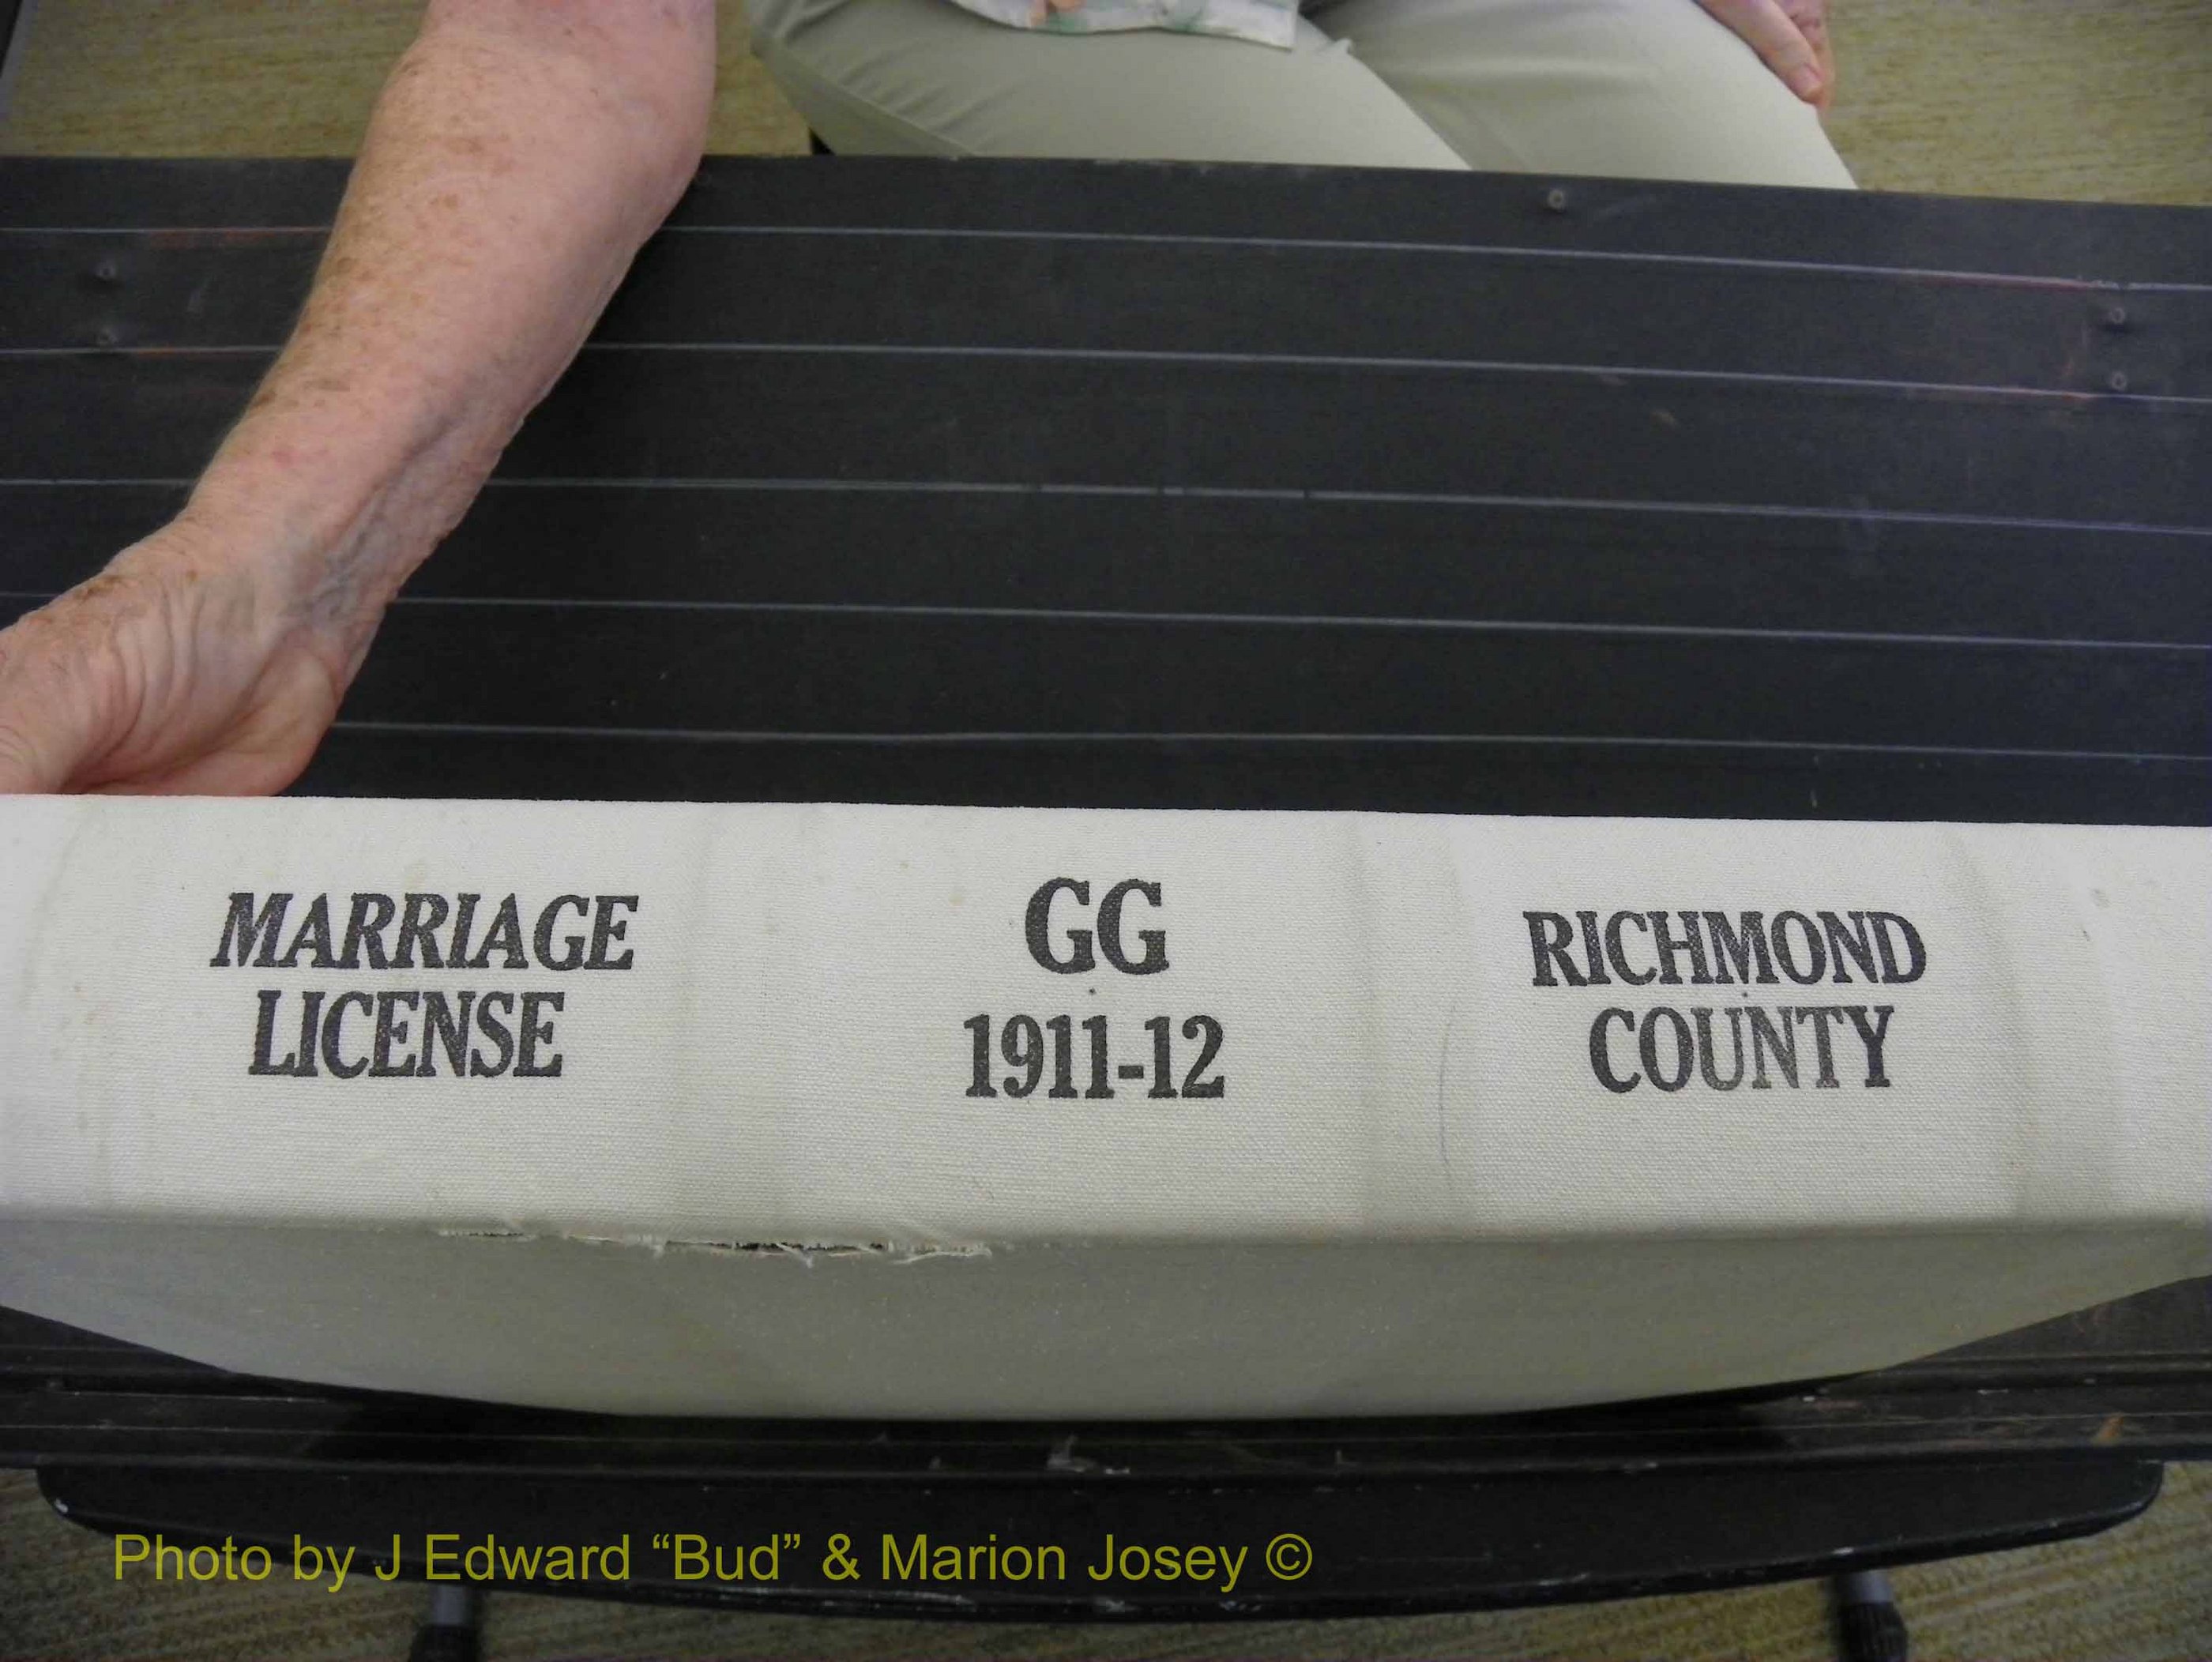 MARRIAGE
LICENSE
GG
1911-12
RICHMOND
COUNTY
Photo by J Edward “Bud” & Marion Josey ©